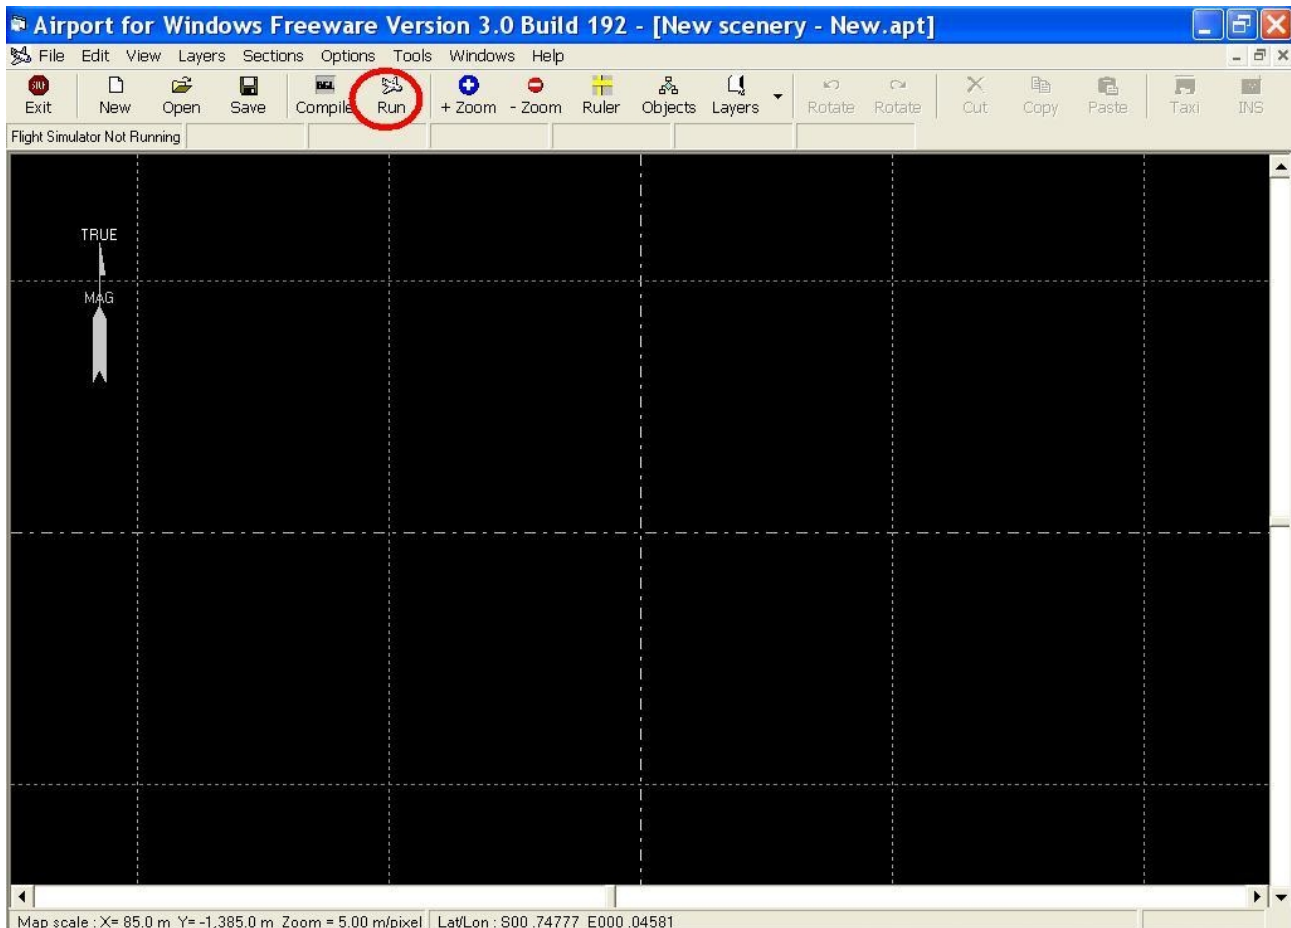 Airport for Windows Freeware Version 3.0 Build 192 - [New scenery - New.apt]
File Edit View Layers Sections Options Tools Windows Help
STOP BGL
Exit New Open Save Compile Run + Zoom - Zoom Ruler Objects Layers Rotate Rotate Cut Copy Paste Taxi INS
Flight Simulator Not Running
TRUE
MAG
Map scale : X= 85.0 m Y= -1,385.0 m Zoom = 5.00 m/pixel Lat/Lon : S00 .74777 E000 .04581